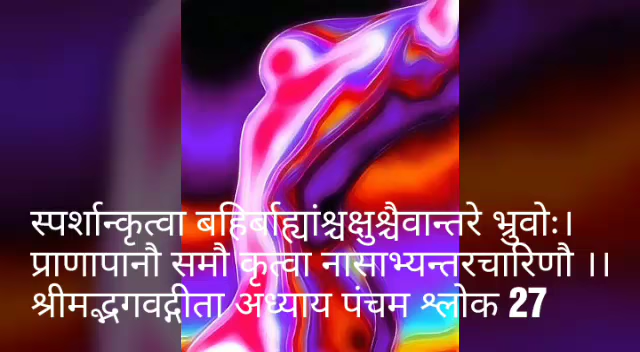 स्पर्शान्कृत्वा बहिर्बाह्यांश्चक्षुश्चैवान्तरे भ्रुवोः।
प्राणापानौ समौ कृत्वा नासाभ्यन्तरचारिणौ ।।
श्रीमद्भगवद्गीता अध्याय पंचम श्लोक 27